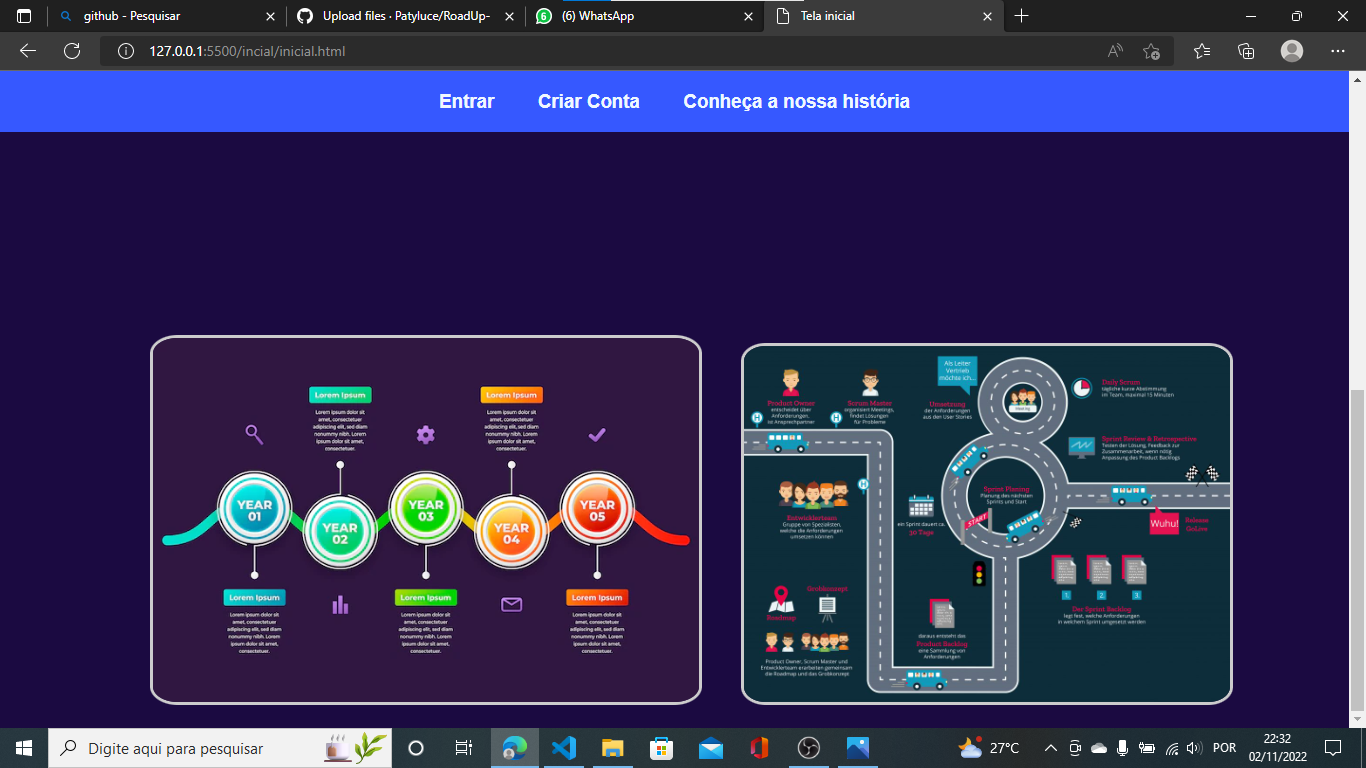 github - Pesquisar
Upload files · Patyluce/RoadUp-
(6) WhatsApp
Tela inicial
127.0.0.1:5500/incial/inicial.html
Entrar
Criar Conta
Conheça a nossa história
Lorem Ipsum
Lorem ipsum dolor sit
amet, consectetuer
adipiscing elit, sed diam
nonummy nibh. Lorem
ipsum dolor sit amet,
consectetuer.
Lorem Ipsum
Lorem ipsum dolor sit
amet, consectetuer
adipiscing elit, sed diam
nonummy nibh. Lorem
ipsum dolor sit amet,
consectetuer.
YEAR
01
YEAR
02
YEAR
03
YEAR
04
YEAR
05
Lorem Ipsum
Lorem ipsum dolor sit
amet, consectetuer
adipiscing elit, sed diam
nonummy nibh. Lorem
ipsum dolor sit amet,
consectetuer.
Lorem Ipsum
Lorem ipsum dolor sit
amet, consectetuer
adipiscing elit, sed diam
nonummy nibh. Lorem
ipsum dolor sit amet,
consectetuer.
Lorem Ipsum
Lorem ipsum dolor sit
amet, consectetuer
adipiscing elit, sed diam
nonummy nibh. Lorem
ipsum dolor sit amet,
consectetuer.
Product Owner
entscheidet über
Anforderungen,
ist Ansprechpartner
Scrum Master
organisiert Meetings,
findet Lösungen
für Probleme
Als Leiter
Vertrieb
möchte ich...
Umsetzung
der Anforderungen
aus den User Stories
Daily Scrum
tägliche kurze Abstimmung
im Team, maximal 15 Minuten
Sprint Review & Retrospective
Testen der Lösung, Feedback zur
Zusammenarbeit, wenn nötig
Anpassung des Product Backlogs
H
H
H
Entwicklerteam
Gruppe von Spezialisten,
welche die Anforderungen
umsetzen können
ein Sprint dauert ca.
30 Tage
Sprint Planing
Planung des nächsten
Sprints und Start
START
Wuhu!
Release
GoLive
Roadmap
Grobkonzept
Product Owner, Scrum Master und
Entwicklerteam erarbeiten gemeinsam
die Roadmap und das Grobkonzept
daraus entsteht das
Product Backlog
eine Sammlung von
Anforderungen
1.
2.
3.
Der Sprint Backlog
legt fest, welche Anforderungen
in welchem Sprint umgesetzt werden
Digite aqui para pesquisar
27°C
POR
22:32
02/11/2022